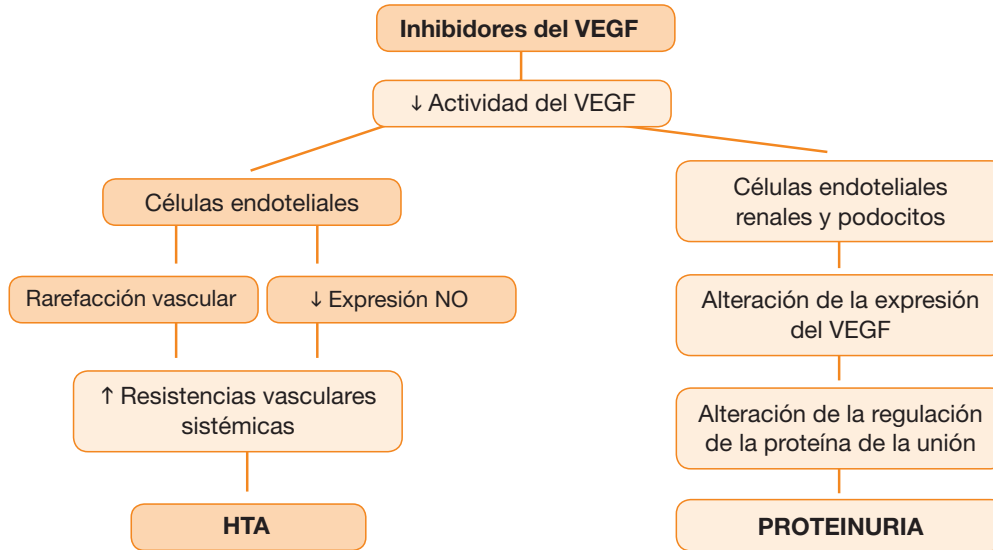 Inhibidores del VEGF
↓ Actividad del VEGF
Células endoteliales
Rarefacción vascular
↓ Expresión NO
↑ Resistencias vasculares
sistémicas
HTA
Células endoteliales
renales y podocitos
Alteración de la expresión
del VEGF
Alteración de la regulación
de la proteína de la unión
PROTEINURIA